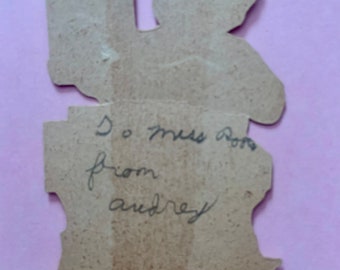 To Miss
from
audrey